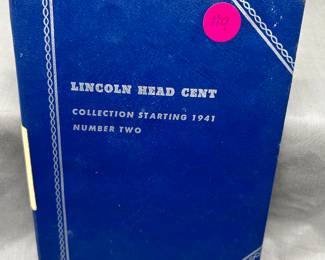 LINCOLN HEAD CENT
COLLECTION STARTING 1941
NUMBER TWO